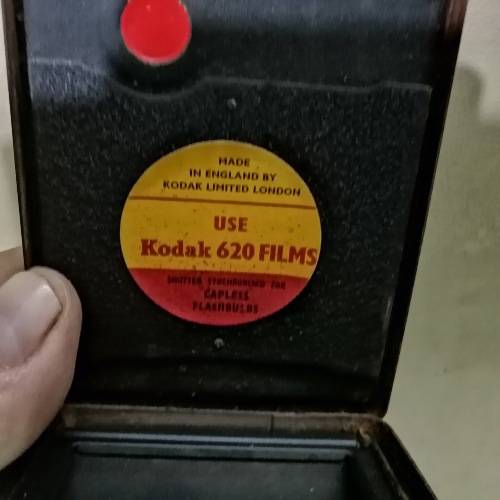 MADE
IN ENGLAND BY
KODAK LIMITED LONDON
USE
Kodak 620 FILMS
SHUTTER SYNCHRONISED FOR
CAPLESS
FLASHBULBS